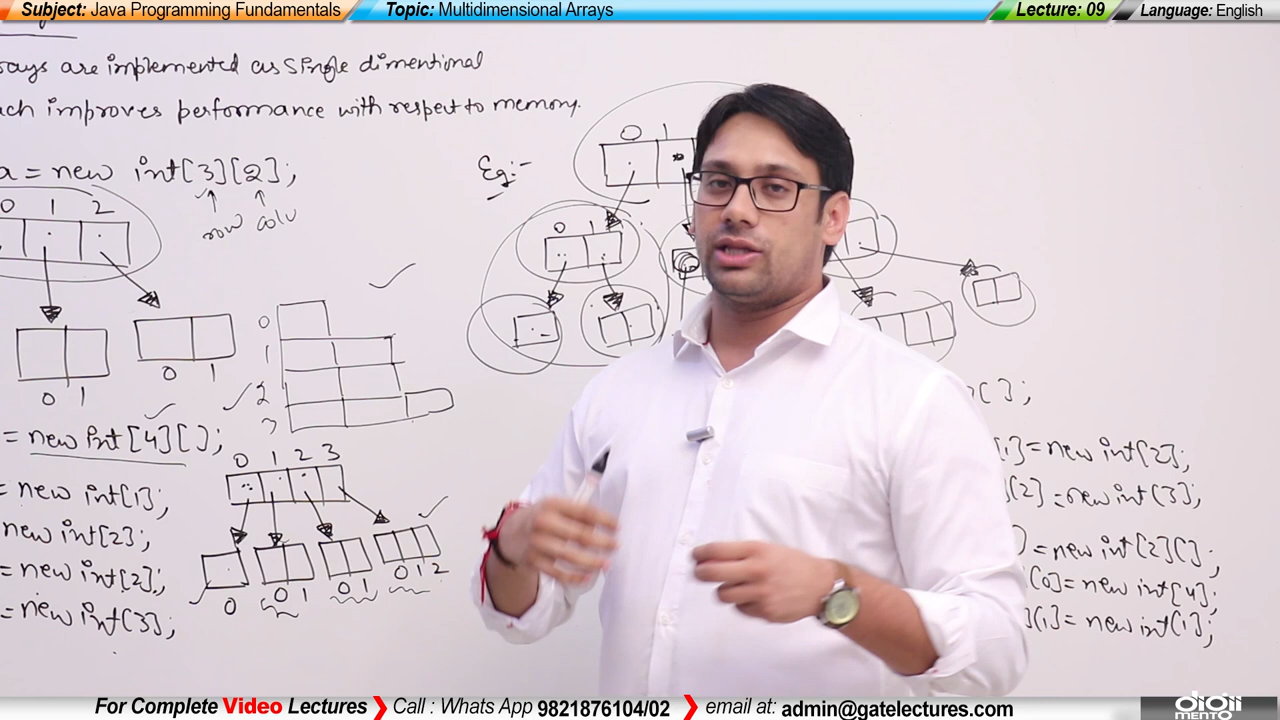 Subject: Java Programming Fundamentals
Topic: Multidimensional Arrays
Lecture: 09
Language: English
rays are implemented as Single dimentional
ach improves performance with respect to memory.
a = new int[3][2];
row colu
0 1 2
0 1
0 1
= new int[4][];
= new int[1];
new int[2];
= new int[2];
= new int[3];
0
1
2
3
0 1 2 3
0 0 1 0 1 0 1 2
Eg:-
0 1
0 1
[];
[1]=new int[2];
[2]=new int[3];
]=new int[2][];
[0]=new int[4];
][1]= new int[1];
For Complete Video Lectures
Call : Whats App 9821876104/02
email at: admin@gatelectures.com
digii
MENTO